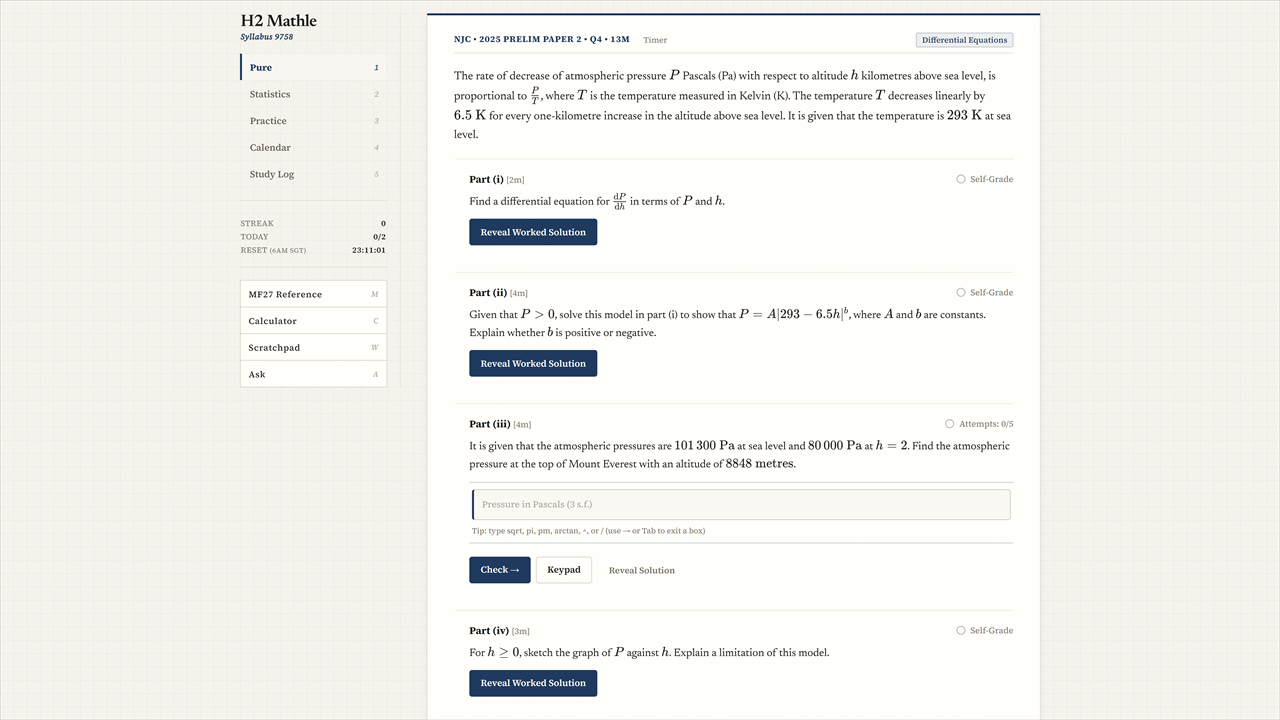 H2 Mathle
Syllabus 9758
Pure 1
Statistics 2
Practice 3
Calendar 4
Study Log 5
STREAK 0
TODAY 0/2
RESET (6AM SGT) 23:11:01
MF27 Reference M
Calculator C
Scratchpad W
Ask A
NJC • 2025 PRELIM PAPER 2 • Q4 • 13M Timer Differential Equations
The rate of decrease of atmospheric pressure P Pascals (Pa) with respect to altitude h kilometres above sea level, is
proportional to P/T, where T is the temperature measured in Kelvin (K). The temperature T decreases linearly by
6.5 K for every one-kilometre increase in the altitude above sea level. It is given that the temperature is 293 K at sea
level.
Part (i) [2m] Self-Grade
Find a differential equation for dP/dh in terms of P and h.
Reveal Worked Solution
Part (ii) [4m] Self-Grade
Given that P > 0, solve this model in part (i) to show that P = A|293 − 6.5h|^b, where A and b are constants.
Explain whether b is positive or negative.
Reveal Worked Solution
Part (iii) [4m] Attempts: 0/5
It is given that the atmospheric pressures are 101 300 Pa at sea level and 80 000 Pa at h = 2. Find the atmospheric
pressure at the top of Mount Everest with an altitude of 8848 metres.
Pressure in Pascals (3 s.f.)
Tip: type sqrt, pi, pm, arctan, ^, or / (use → or Tab to exit a box)
Check → Keypad Reveal Solution
Part (iv) [3m] Self-Grade
For h ≥ 0, sketch the graph of P against h. Explain a limitation of this model.
Reveal Worked Solution